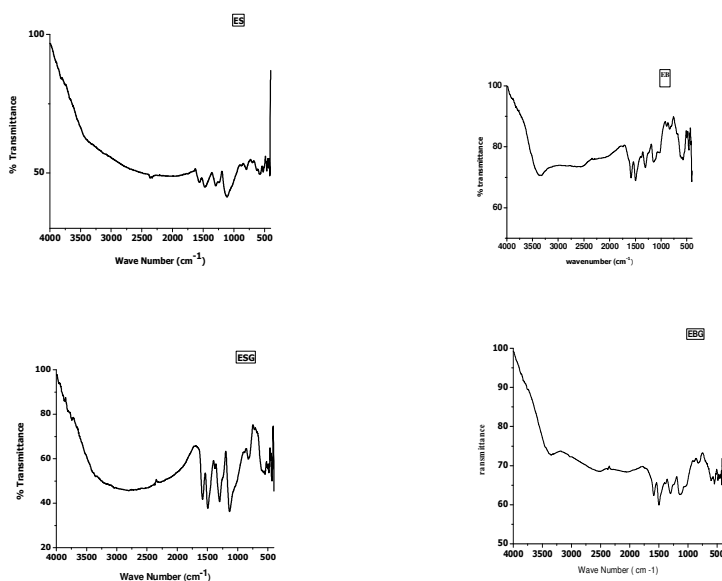 ES
100
50
% Transmittance
4000 3500 3000 2500 2000 1500 1000 500
Wave Number (cm-1)
EB
100
80
60
% transmittance
4000 3500 3000 2500 2000 1500 1000 500
wavenumber (cm-1)
ESG
100
80
60
40
20
% Transmittance
4000 3500 3000 2500 2000 1500 1000 500
Wave Number (cm-1)
EBG
100
90
80
70
60
50
ransmittance
4000 3500 3000 2500 2000 1500 1000 500
Wave Number ( cm -1)